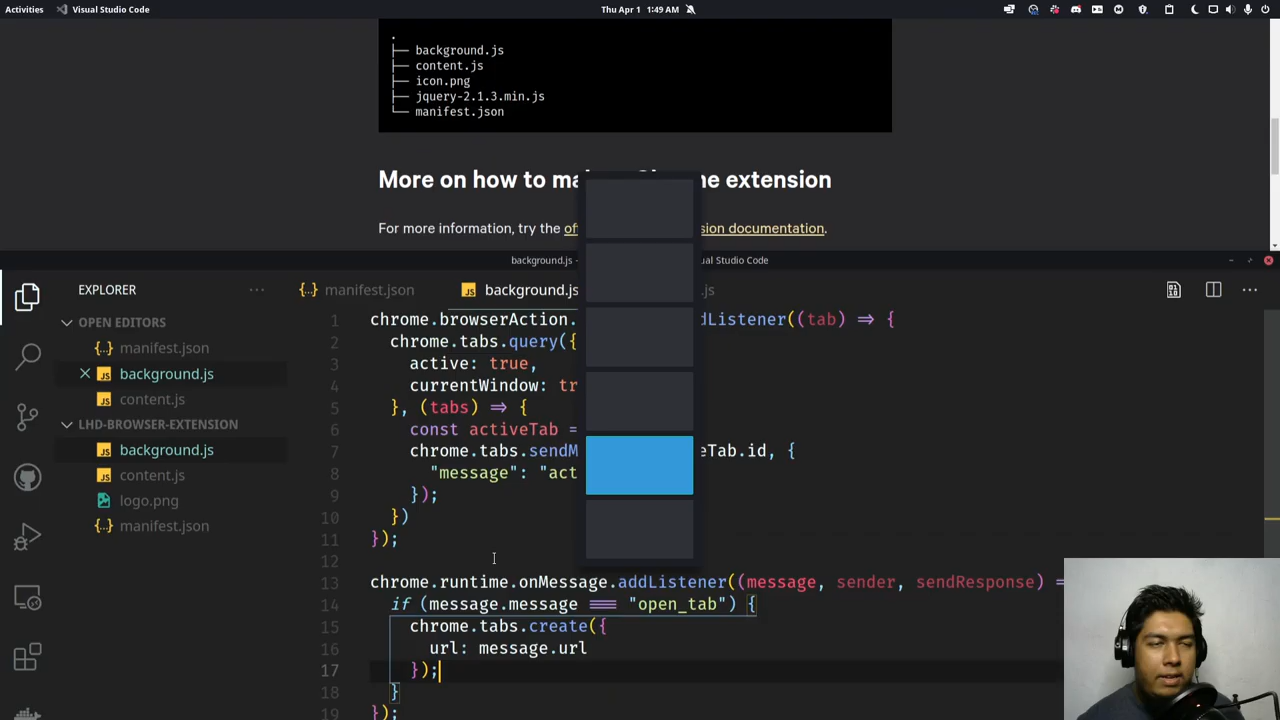 Activities Visual Studio Code Thu Apr 1 1:49 AM
.
├── background.js
├── content.js
├── icon.png
├── jquery-2.1.3.min.js
└── manifest.json
More on how to ma e extension
For more information, try the of sion documentation.
background.js - ual Studio Code
EXPLORER ··· manifest.json background.js .js ···
OPEN EDITORS
manifest.json
background.js
content.js
LHD-BROWSER-EXTENSION
background.js
content.js
logo.png
manifest.json
1 chrome.browserAction. dListener((tab) => {
2 chrome.tabs.query({
3 active: true,
4 currentWindow: tr
5 }, (tabs) => {
6 const activeTab =
7 chrome.tabs.sendM eTab.id, {
8 "message": "act
9 });
10 })
11 });
12
13 chrome.runtime.onMessage.addListener((message, sender, sendResponse) =
14 if (message.message === "open_tab") {
15 chrome.tabs.create({
16 url: message.url
17 });
18 }
19 });